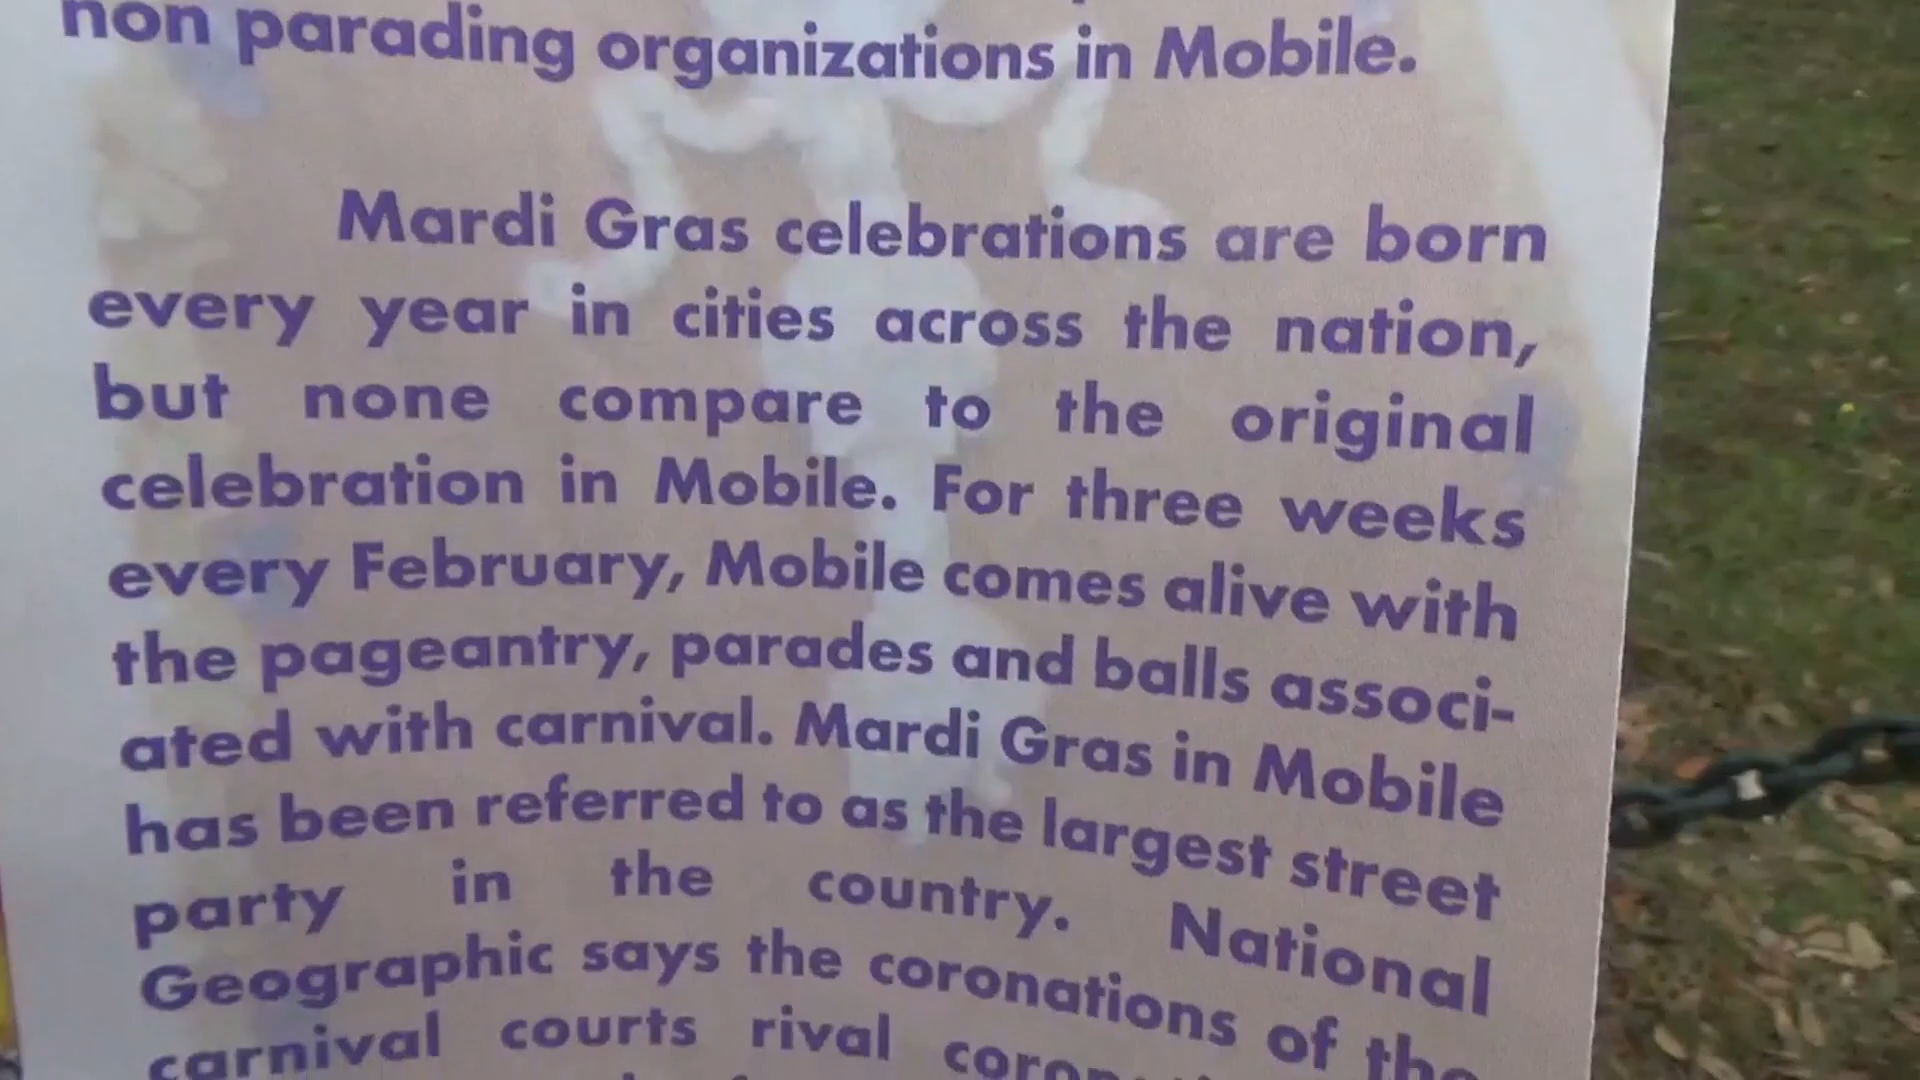 non parading organizations in Mobile.
Mardi Gras celebrations are born
every year in cities across the nation,
but none compare to the original
celebration in Mobile. For three weeks
every February, Mobile comes alive with
the pageantry, parades and balls associ-
ated with carnival. Mardi Gras in Mobile
has been referred to as the largest street
party in the country. National
Geographic says the coronations of the
carnival courts rival